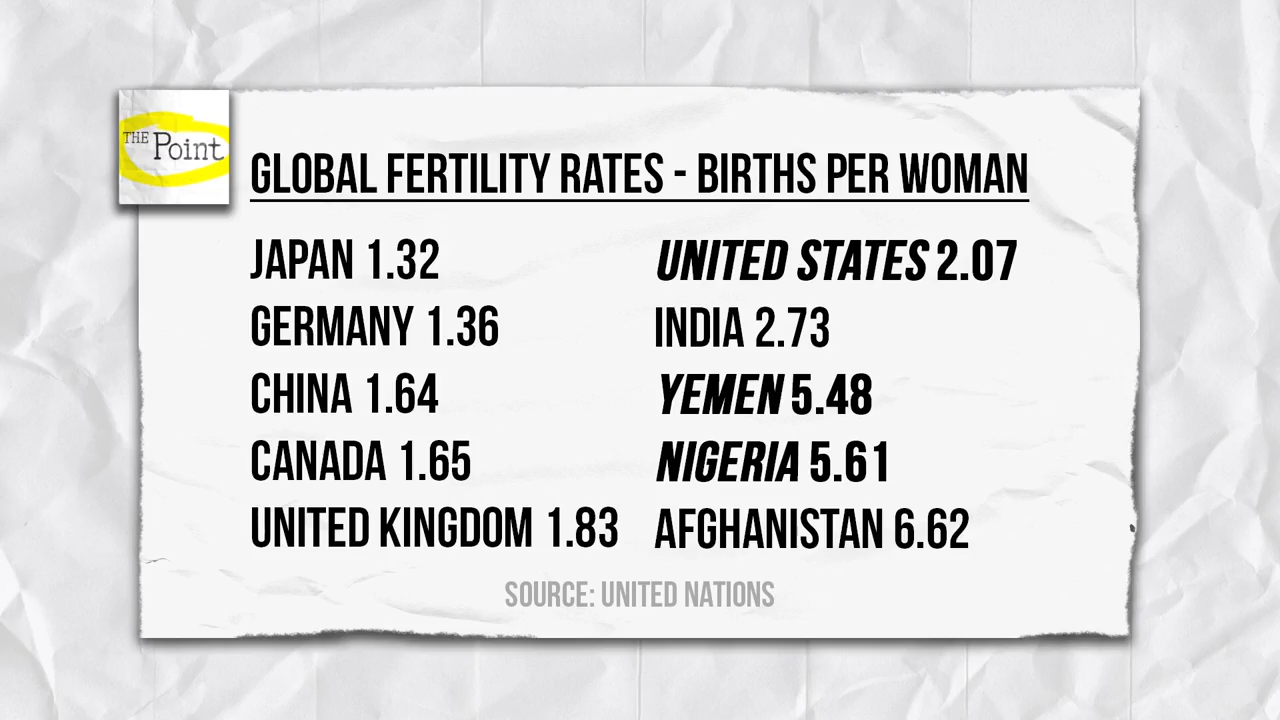 THE Point
GLOBAL FERTILITY RATES - BIRTHS PER WOMAN
JAPAN 1.32
GERMANY 1.36
CHINA 1.64
CANADA 1.65
UNITED KINGDOM 1.83
UNITED STATES 2.07
INDIA 2.73
YEMEN 5.48
NIGERIA 5.61
AFGHANISTAN 6.62
SOURCE: UNITED NATIONS